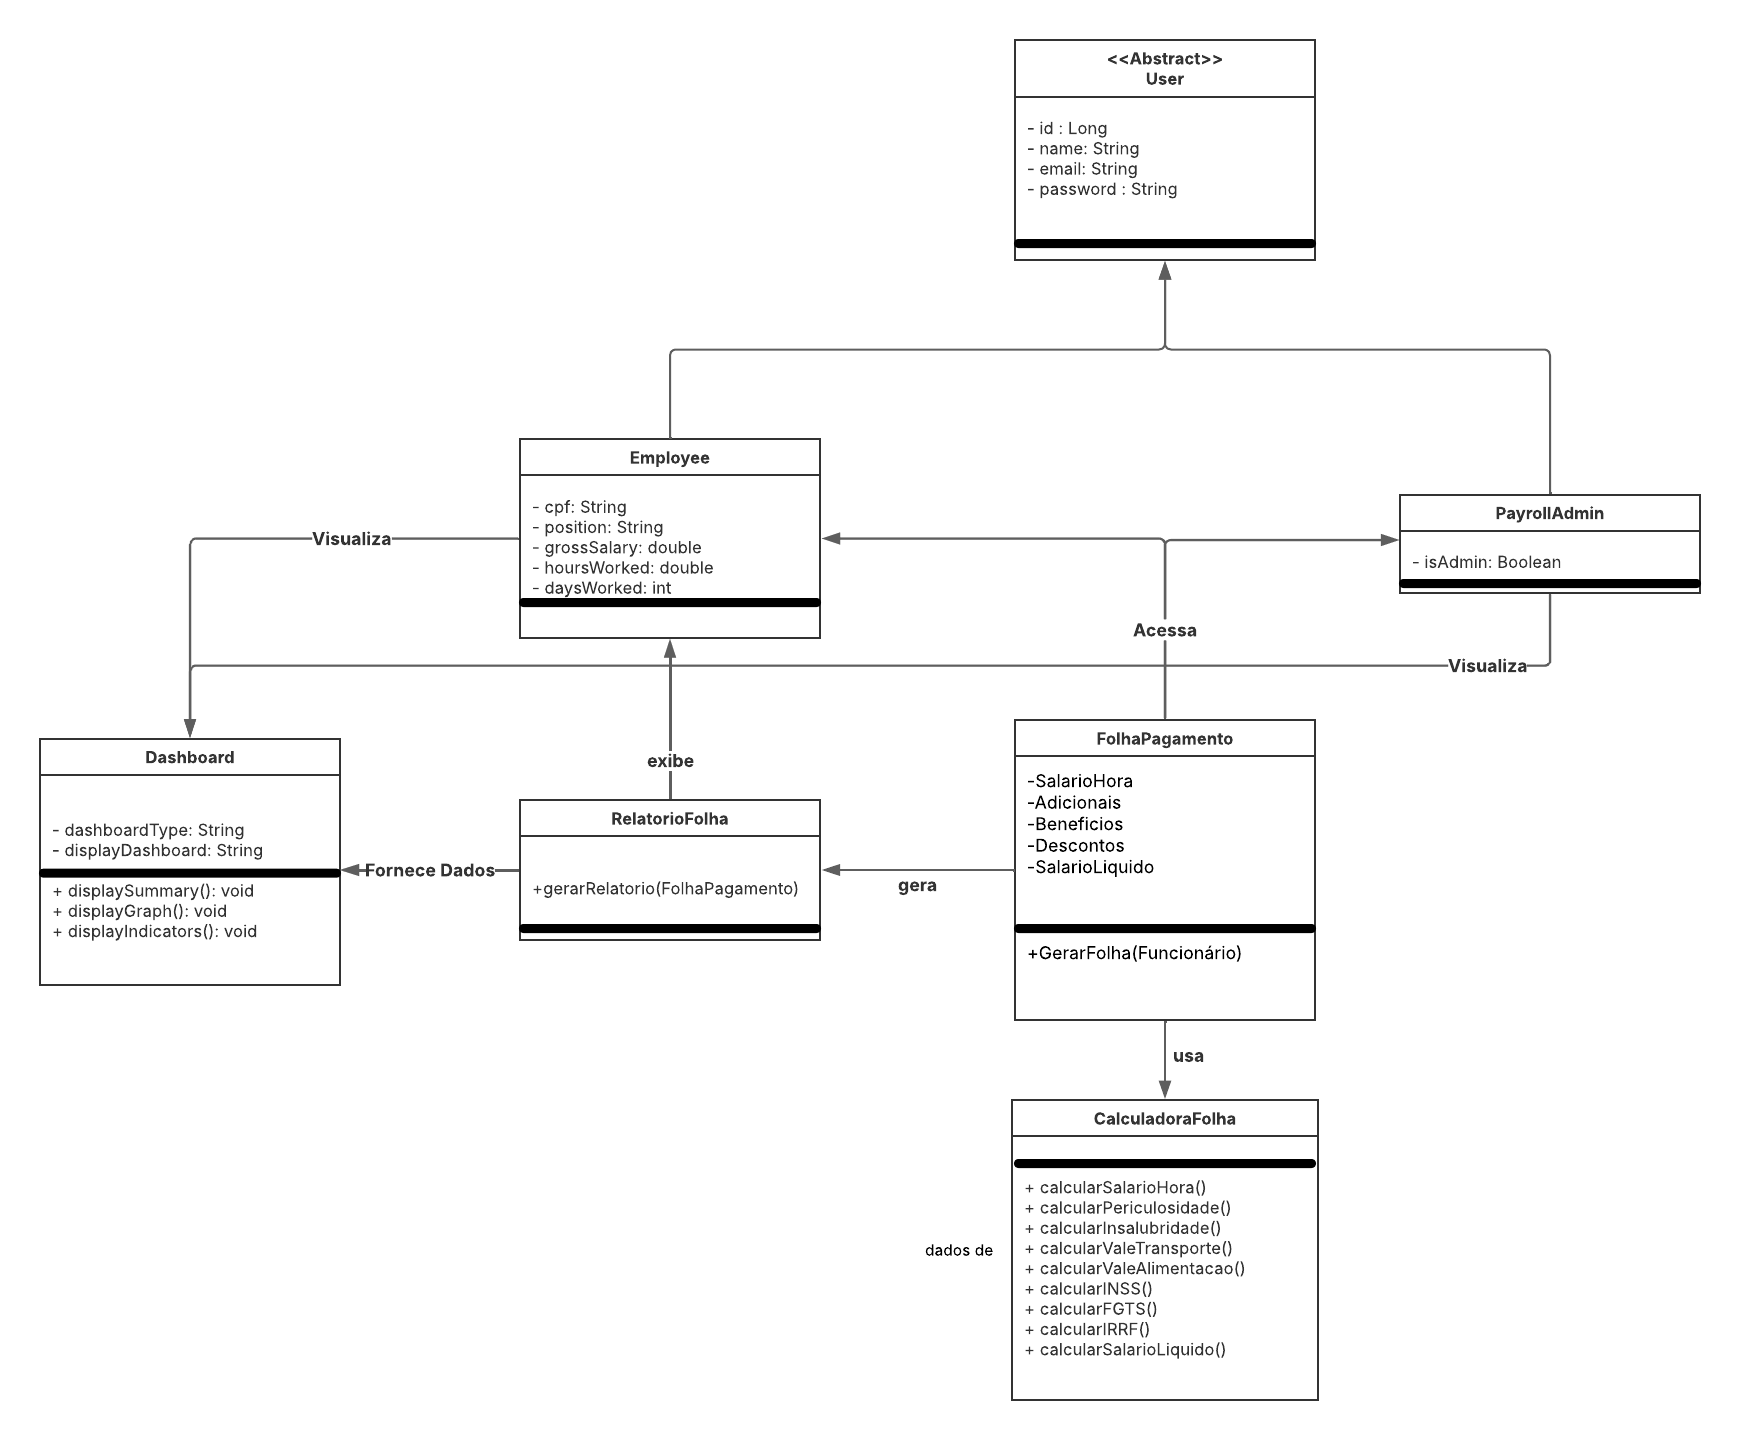 <<Abstract>>
User
- id : Long
- name: String
- email: String
- password : String
Employee
- cpf: String
- position: String
- grossSalary: double
- hoursWorked: double
- daysWorked: int
PayrollAdmin
- isAdmin: Boolean
Visualiza
Acessa
Visualiza
Dashboard
- dashboardType: String
- displayDashboard: String
+ displaySummary(): void
+ displayGraph(): void
+ displayIndicators(): void
exibe
RelatorioFolha
+gerarRelatorio(FolhaPagamento)
Fornece Dados
gera
FolhaPagamento
-SalarioHora
-Adicionais
-Beneficios
-Descontos
-SalarioLiquido
+GerarFolha(Funcionário)
usa
CalculadoraFolha
+ calcularSalarioHora()
+ calcularPericulosidade()
+ calcularInsalubridade()
+ calcularValeTransporte()
+ calcularValeAlimentacao()
+ calcularINSS()
+ calcularFGTS()
+ calcularIRRF()
+ calcularSalarioLiquido()
dados de